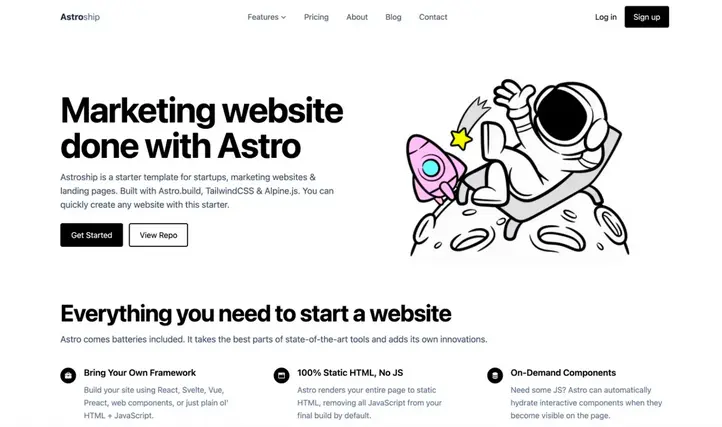 Astroship
Features
Pricing
About
Blog
Contact
Log in
Sign up
Marketing website
done with Astro
Astroship is a starter template for startups, marketing websites &
landing pages. Built with Astro.build, TailwindCSS & Alpine.js. You can
quickly create any website with this starter.
Get Started
View Repo
Everything you need to start a website
Astro comes batteries included. It takes the best parts of state-of-the-art tools and adds its own innovations.
Bring Your Own Framework
Build your site using React, Svelte, Vue,
Preact, web components, or just plain ol'
HTML + JavaScript.
100% Static HTML, No JS
Astro renders your entire page to static
HTML, removing all JavaScript from your
final build by default.
On-Demand Components
Need some JS? Astro can automatically
hydrate interactive components when they
become visible on the page.